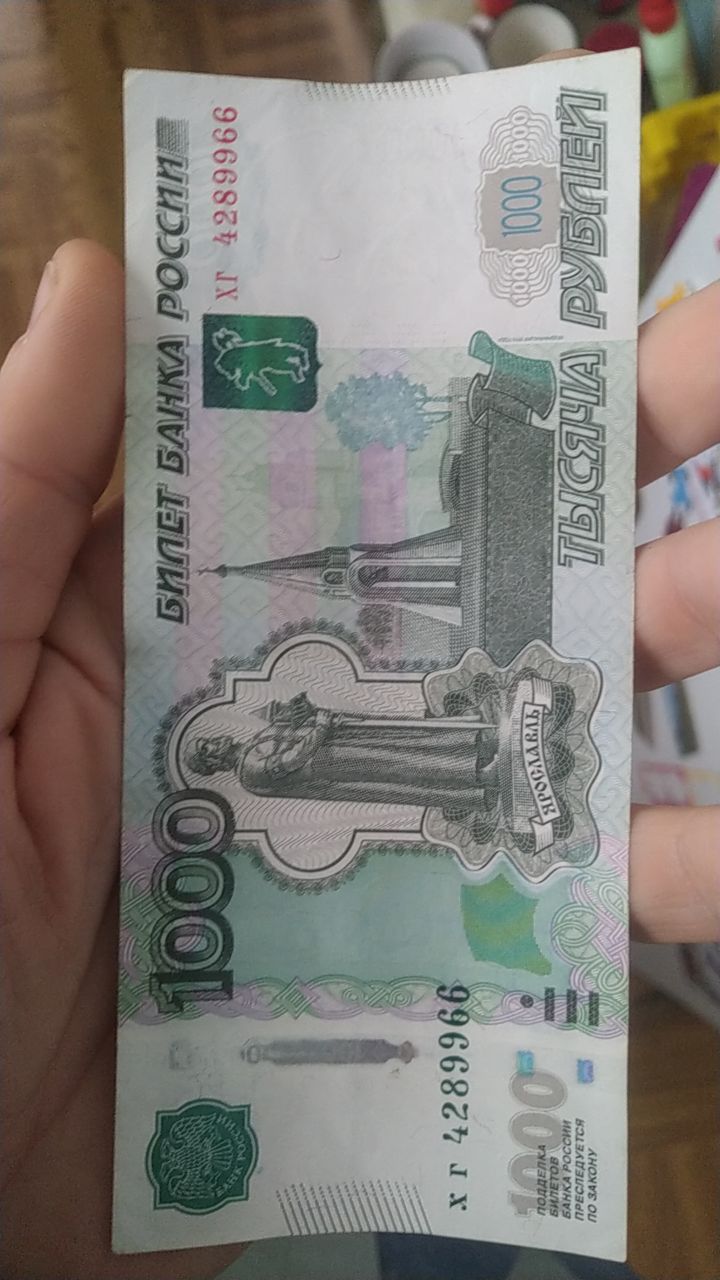 1000
БИЛЕТ БАНКА РОССИИ
БАНК РОССИИ
хг 4289966
хг 4289966
ЯРОСЛАВЛЬ
1000
ПОДДЕЛКА
БИЛЕТОВ
БАНКА РОССИИ
ПРЕСЛЕДУЕТСЯ
ПО ЗАКОНУ
1000 1000 1000
ТЫСЯЧА РУБЛЕЙ